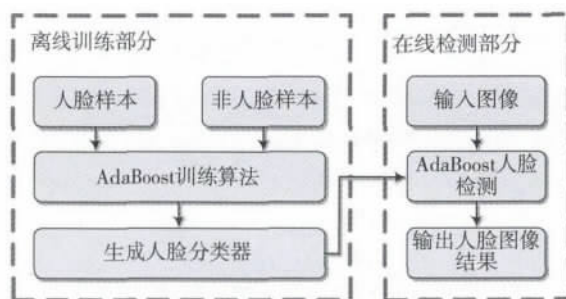 离线训练部分
人脸样本
非人脸样本
AdaBoost训练算法
生成人脸分类器
在线检测部分
输入图像
AdaBoost人脸
检测
输出人脸图像
结果